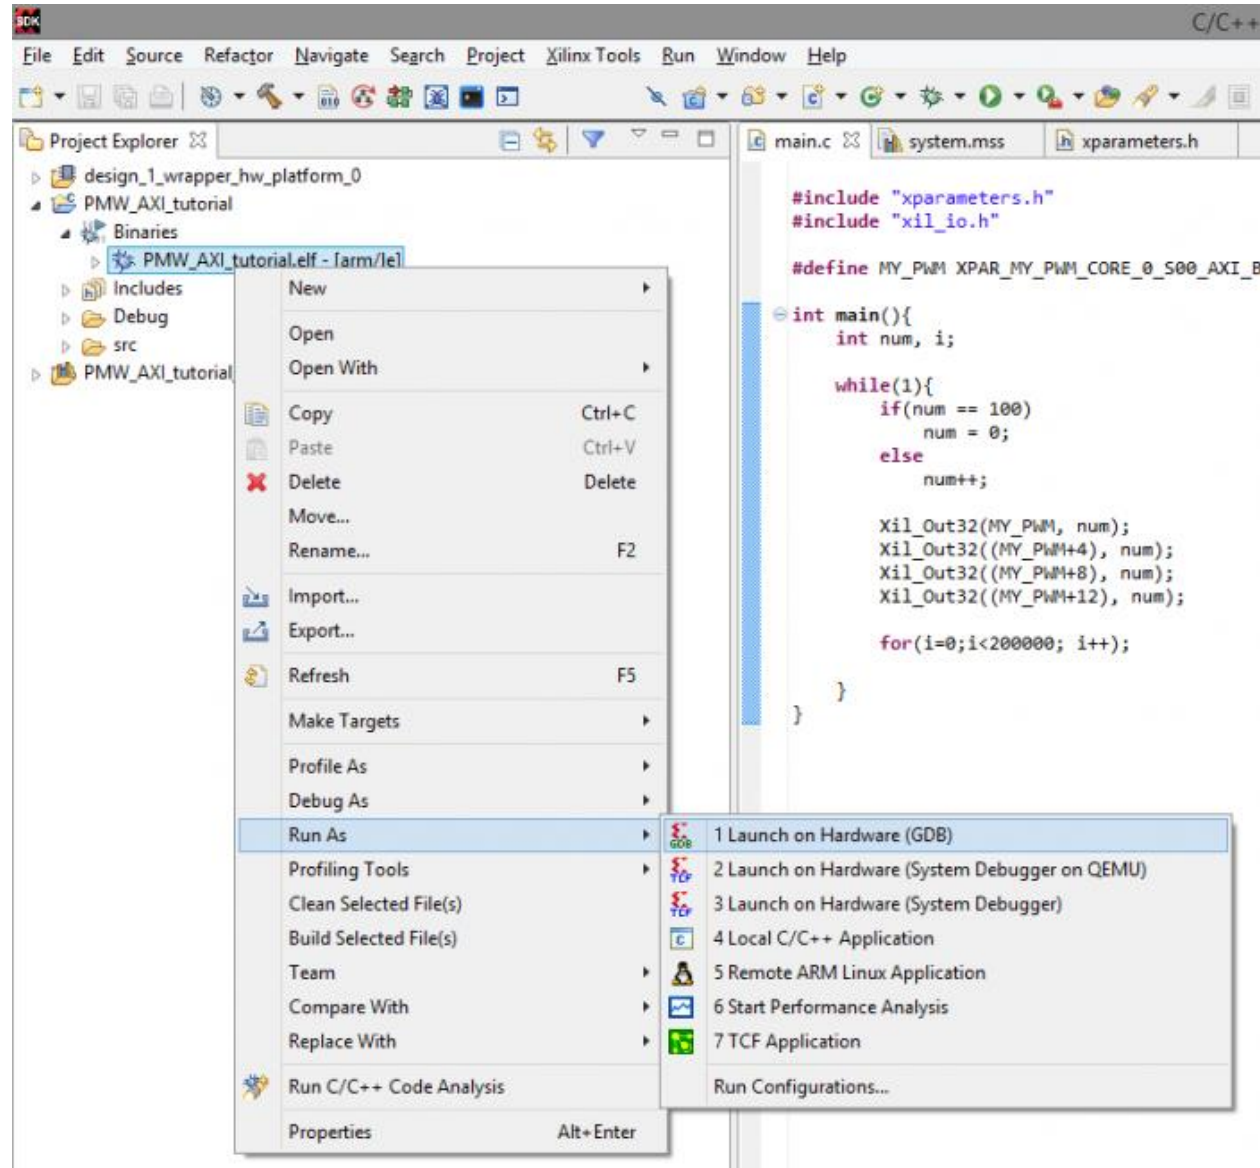 SDK
C/C++
File Edit Source Refactor Navigate Search Project Xilinx Tools Run Window Help
Project Explorer
design_1_wrapper_hw_platform_0
PMW_AXI_tutorial
Binaries
PMW_AXI_tutorial.elf - [arm/le]
Includes
Debug
src
PMW_AXI_tutorial
New
Open
Open With
Copy Ctrl+C
Paste Ctrl+V
Delete Delete
Move...
Rename... F2
Import...
Export...
Refresh F5
Make Targets
Profile As
Debug As
Run As
Profiling Tools
Clean Selected File(s)
Build Selected File(s)
Team
Compare With
Replace With
Run C/C++ Code Analysis
Properties Alt+Enter
1 Launch on Hardware (GDB)
2 Launch on Hardware (System Debugger on QEMU)
3 Launch on Hardware (System Debugger)
4 Local C/C++ Application
5 Remote ARM Linux Application
6 Start Performance Analysis
7 TCF Application
Run Configurations...
main.c system.mss xparameters.h
#include "xparameters.h"
#include "xil_io.h"
#define MY_PWM XPAR_MY_PWM_CORE_0_S00_AXI_B
int main(){
int num, i;
while(1){
if(num == 100)
num = 0;
else
num++;
Xil_Out32(MY_PWM, num);
Xil_Out32((MY_PWM+4), num);
Xil_Out32((MY_PWM+8), num);
Xil_Out32((MY_PWM+12), num);
for(i=0;i<200000; i++);
}
}